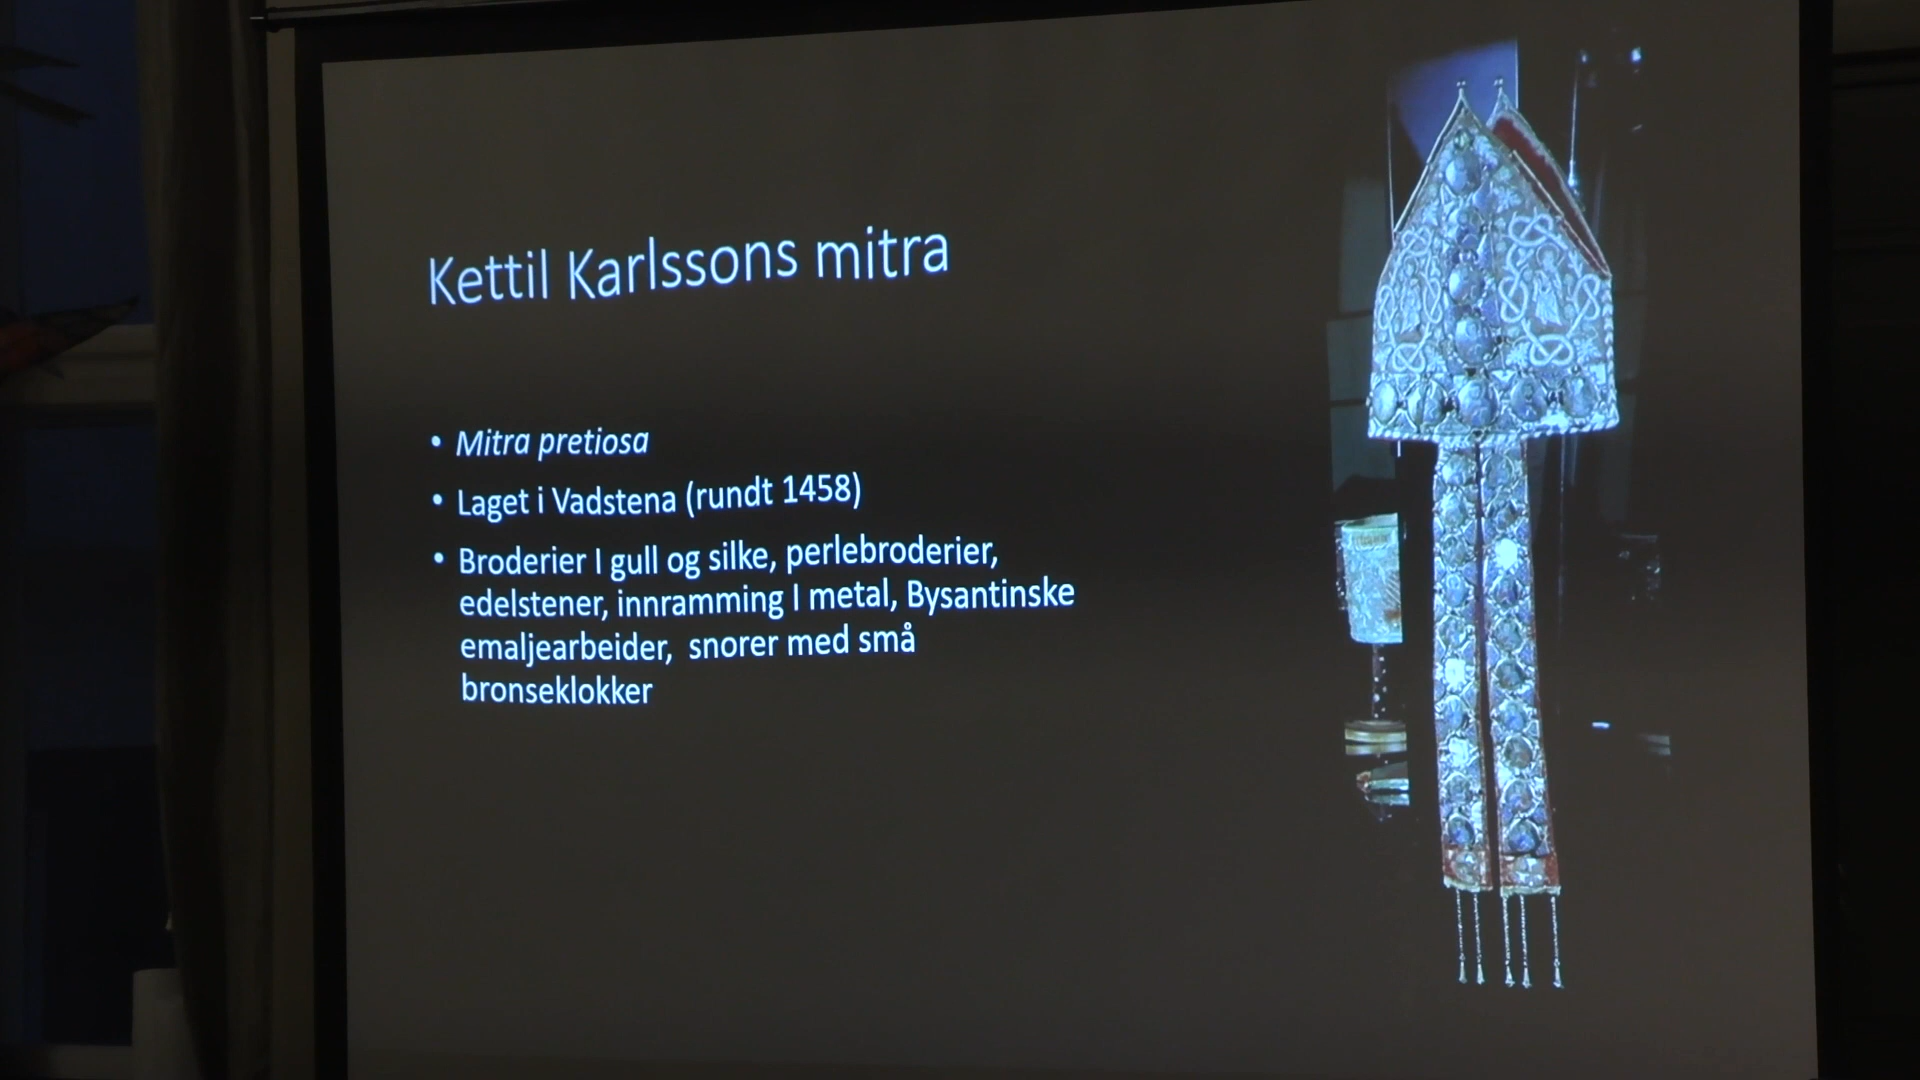 Kettil Karlssons mitra
• Mitra pretiosa
• Laget i Vadstena (rundt 1458)
• Broderier I gull og silke, perlebroderier,
edelstener, innramming I metal, Bysantinske
emaljearbeider, snorer med små
bronseklokker